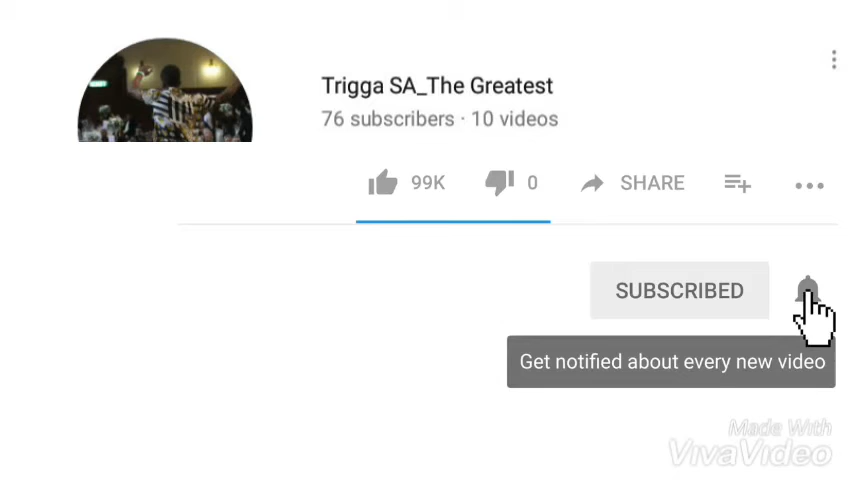 Trigga SA_The Greatest
76 subscribers · 10 videos
99K 0 SHARE
SUBSCRIBED
Get notified about every new video
Made With
VivaVideo